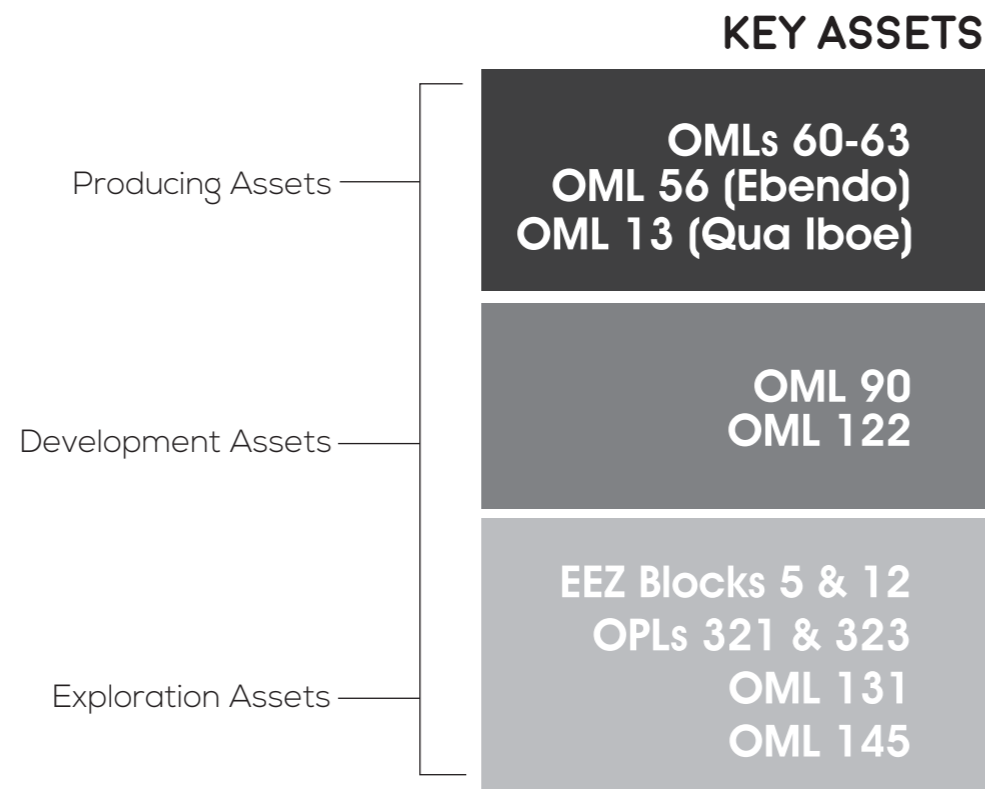 KEY ASSETS
Producing Assets
OMLs 60-63
OML 56 (Ebendo)
OML 13 (Qua Iboe)
Development Assets
OML 90
OML 122
Exploration Assets
EEZ Blocks 5 & 12
OPLs 321 & 323
OML 131
OML 145